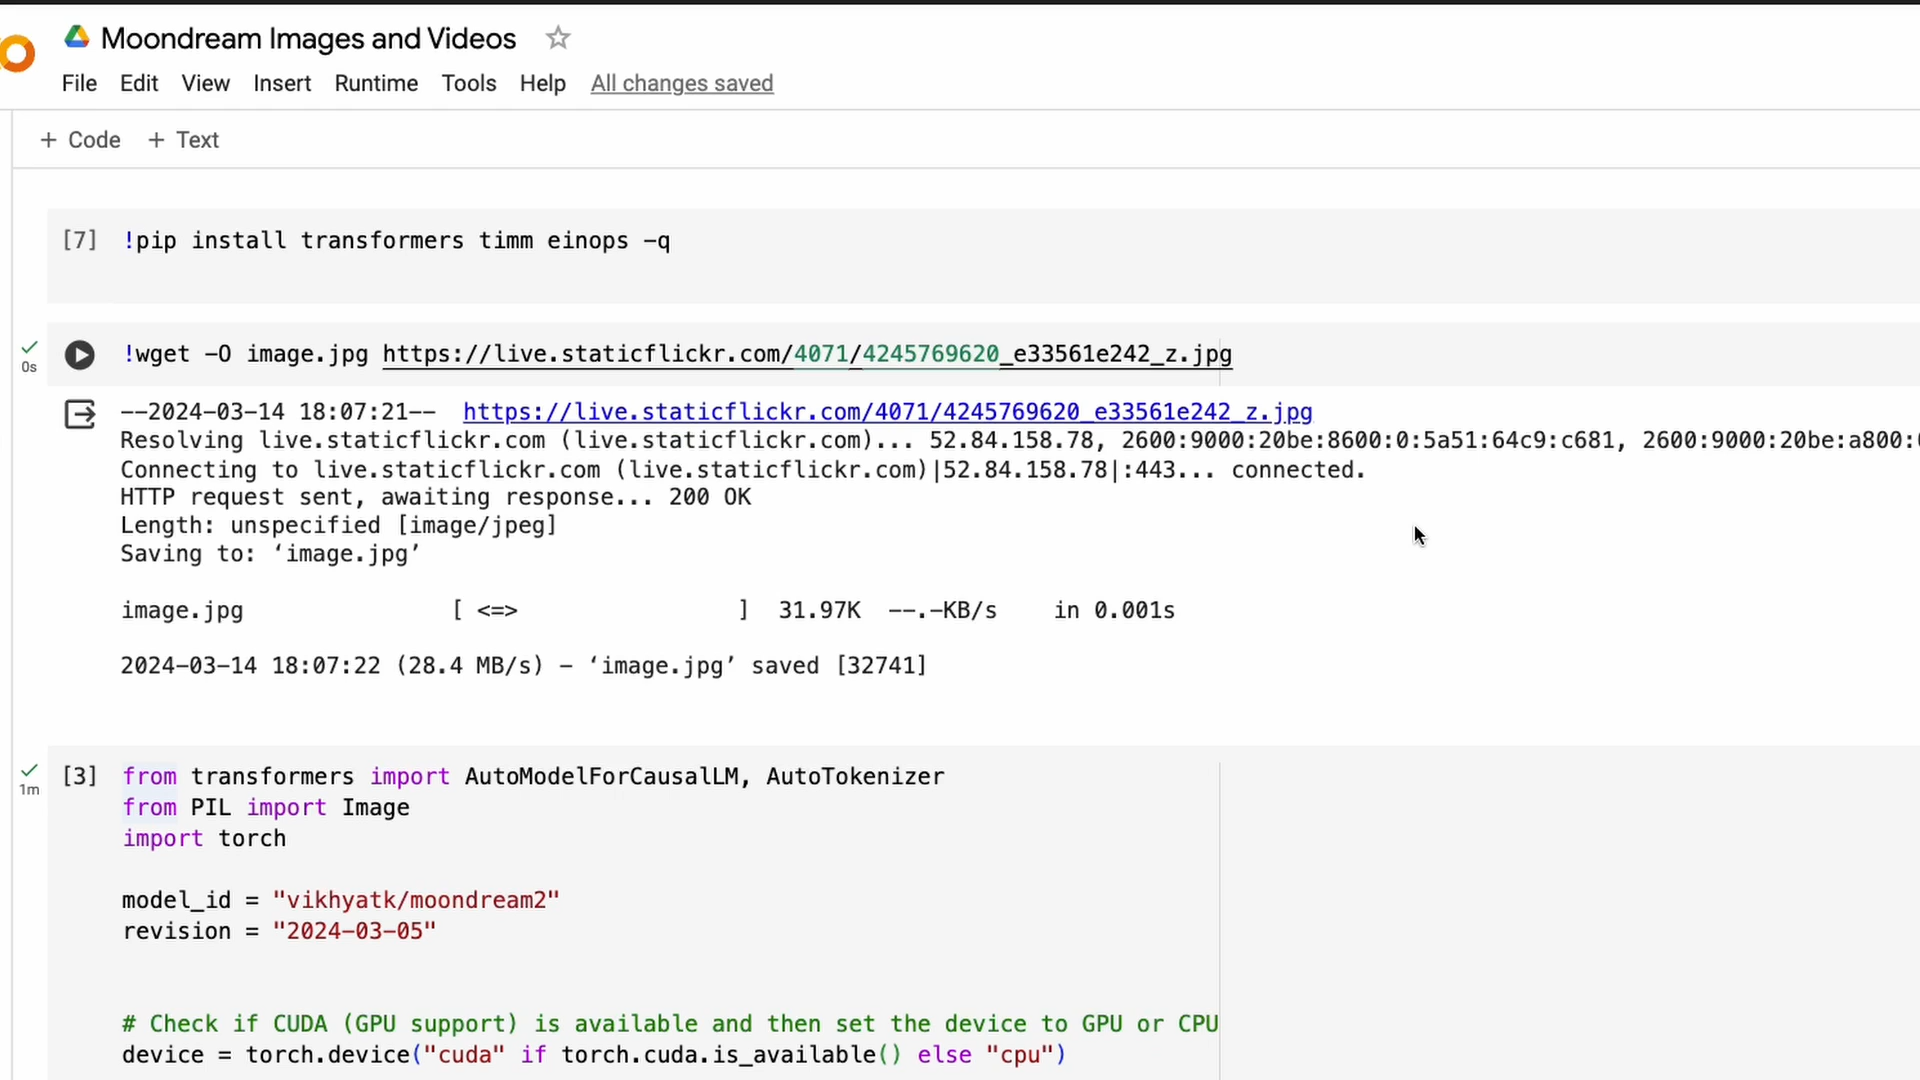 Moondream Images and Videos
File Edit View Insert Runtime Tools Help All changes saved
+ Code + Text
[7] !pip install transformers timm einops -q
!wget -O image.jpg https://live.staticflickr.com/4071/4245769620_e33561e242_z.jpg
0s
--2024-03-14 18:07:21-- https://live.staticflickr.com/4071/4245769620_e33561e242_z.jpg
Resolving live.staticflickr.com (live.staticflickr.com)... 52.84.158.78, 2600:9000:20be:8600:0:5a51:64c9:c681, 2600:9000:20be:a800:
Connecting to live.staticflickr.com (live.staticflickr.com)|52.84.158.78|:443... connected.
HTTP request sent, awaiting response... 200 OK
Length: unspecified [image/jpeg]
Saving to: ‘image.jpg’
image.jpg [ <=> ] 31.97K --.-KB/s in 0.001s
2024-03-14 18:07:22 (28.4 MB/s) - ‘image.jpg’ saved [32741]
[3] from transformers import AutoModelForCausalLM, AutoTokenizer
1m
from PIL import Image
import torch
model_id = "vikhyatk/moondream2"
revision = "2024-03-05"
# Check if CUDA (GPU support) is available and then set the device to GPU or CPU
device = torch.device("cuda" if torch.cuda.is_available() else "cpu")